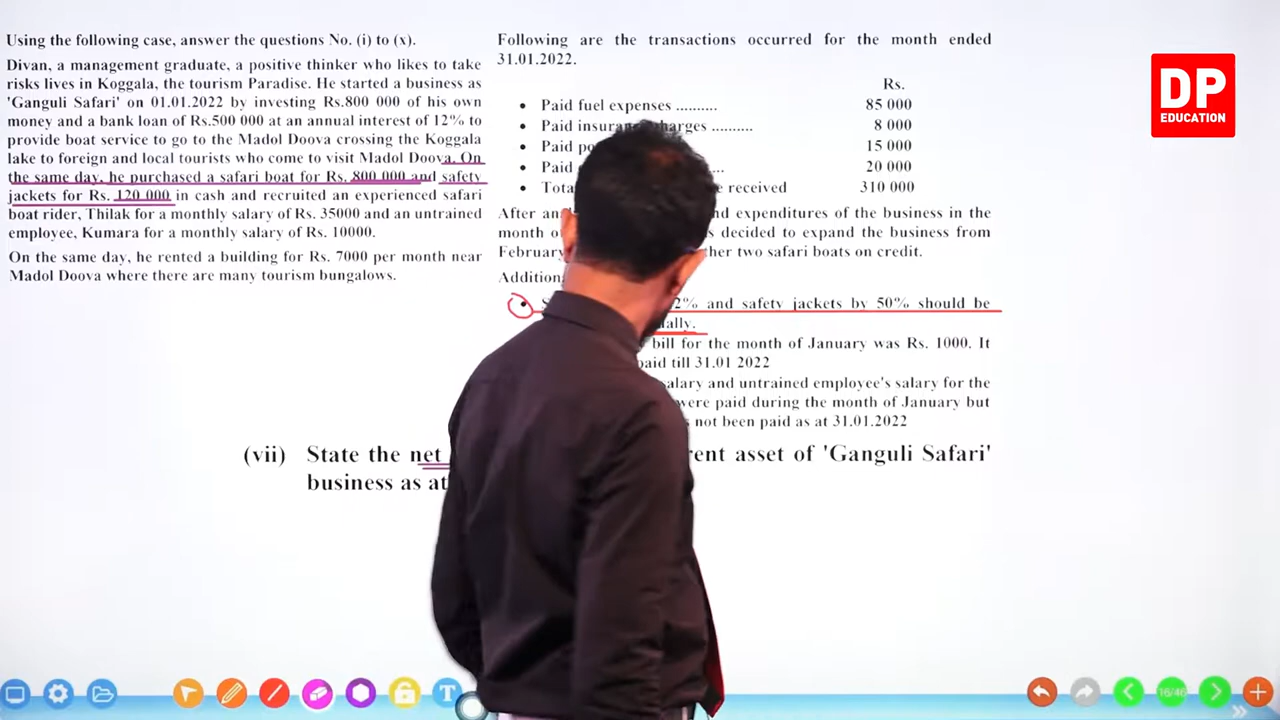 Using the following case, answer the questions No. (i) to (x).
Divan, a management graduate, a positive thinker who likes to take
risks lives in Koggala, the tourism Paradise. He started a business as
'Ganguli Safari' on 01.01.2022 by investing Rs.800 000 of his own
money and a bank loan of Rs.500 000 at an annual interest of 12% to
provide boat service to go to the Madol Doova crossing the Koggala
lake to foreign and local tourists who come to visit Madol Doova. On
the same day, he purchased a safari boat for Rs. 800 000 and safety
jackets for Rs. 120 000 in cash and recruited an experienced safari
boat rider, Thilak for a monthly salary of Rs. 35000 and an untrained
employee, Kumara for a monthly salary of Rs. 10000.
On the same day, he rented a building for Rs. 7000 per month near
Madol Doova where there are many tourism bungalows.
Following are the transactions occurred for the month ended
31.01.2022.
Rs.
• Paid fuel expenses .......... 85 000
• Paid insurance charges .......... 8 000
• Paid 15 000
• Paid 20 000
• received 310 000
After and expenditures of the business in the
month decided to expand the business from
February two safari boats on credit.
• 2% and safety jackets by 50% should be
bill for the month of January was Rs. 1000. It
till 31.01 2022
salary and untrained employee's salary for the
were paid during the month of January but
not been paid as at 31.01.2022
(vii) State the net asset of 'Ganguli Safari'
business as at
DP
EDUCATION
T
16/46